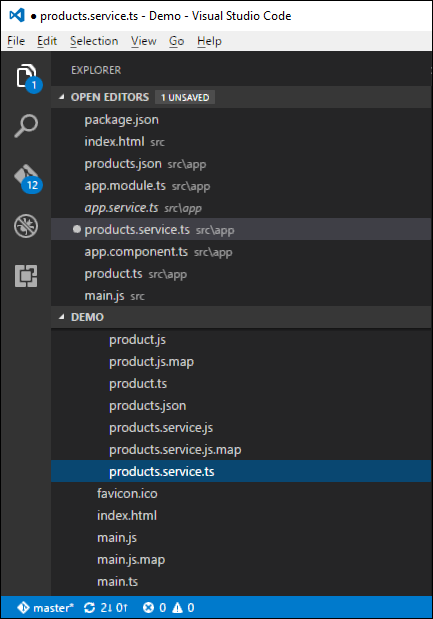 ● products.service.ts - Demo - Visual Studio Code
File Edit Selection View Go Help
EXPLORER
1
OPEN EDITORS 1 UNSAVED
package.json
index.html src
products.json src\app
12
app.module.ts src\app
app.service.ts src\app
products.service.ts src\app
app.component.ts src\app
product.ts src\app
main.js src
DEMO
product.js
product.js.map
product.ts
products.json
products.service.js
products.service.js.map
products.service.ts
favicon.ico
index.html
main.js
main.js.map
main.ts
master* 2↓ 0↑ 0 0